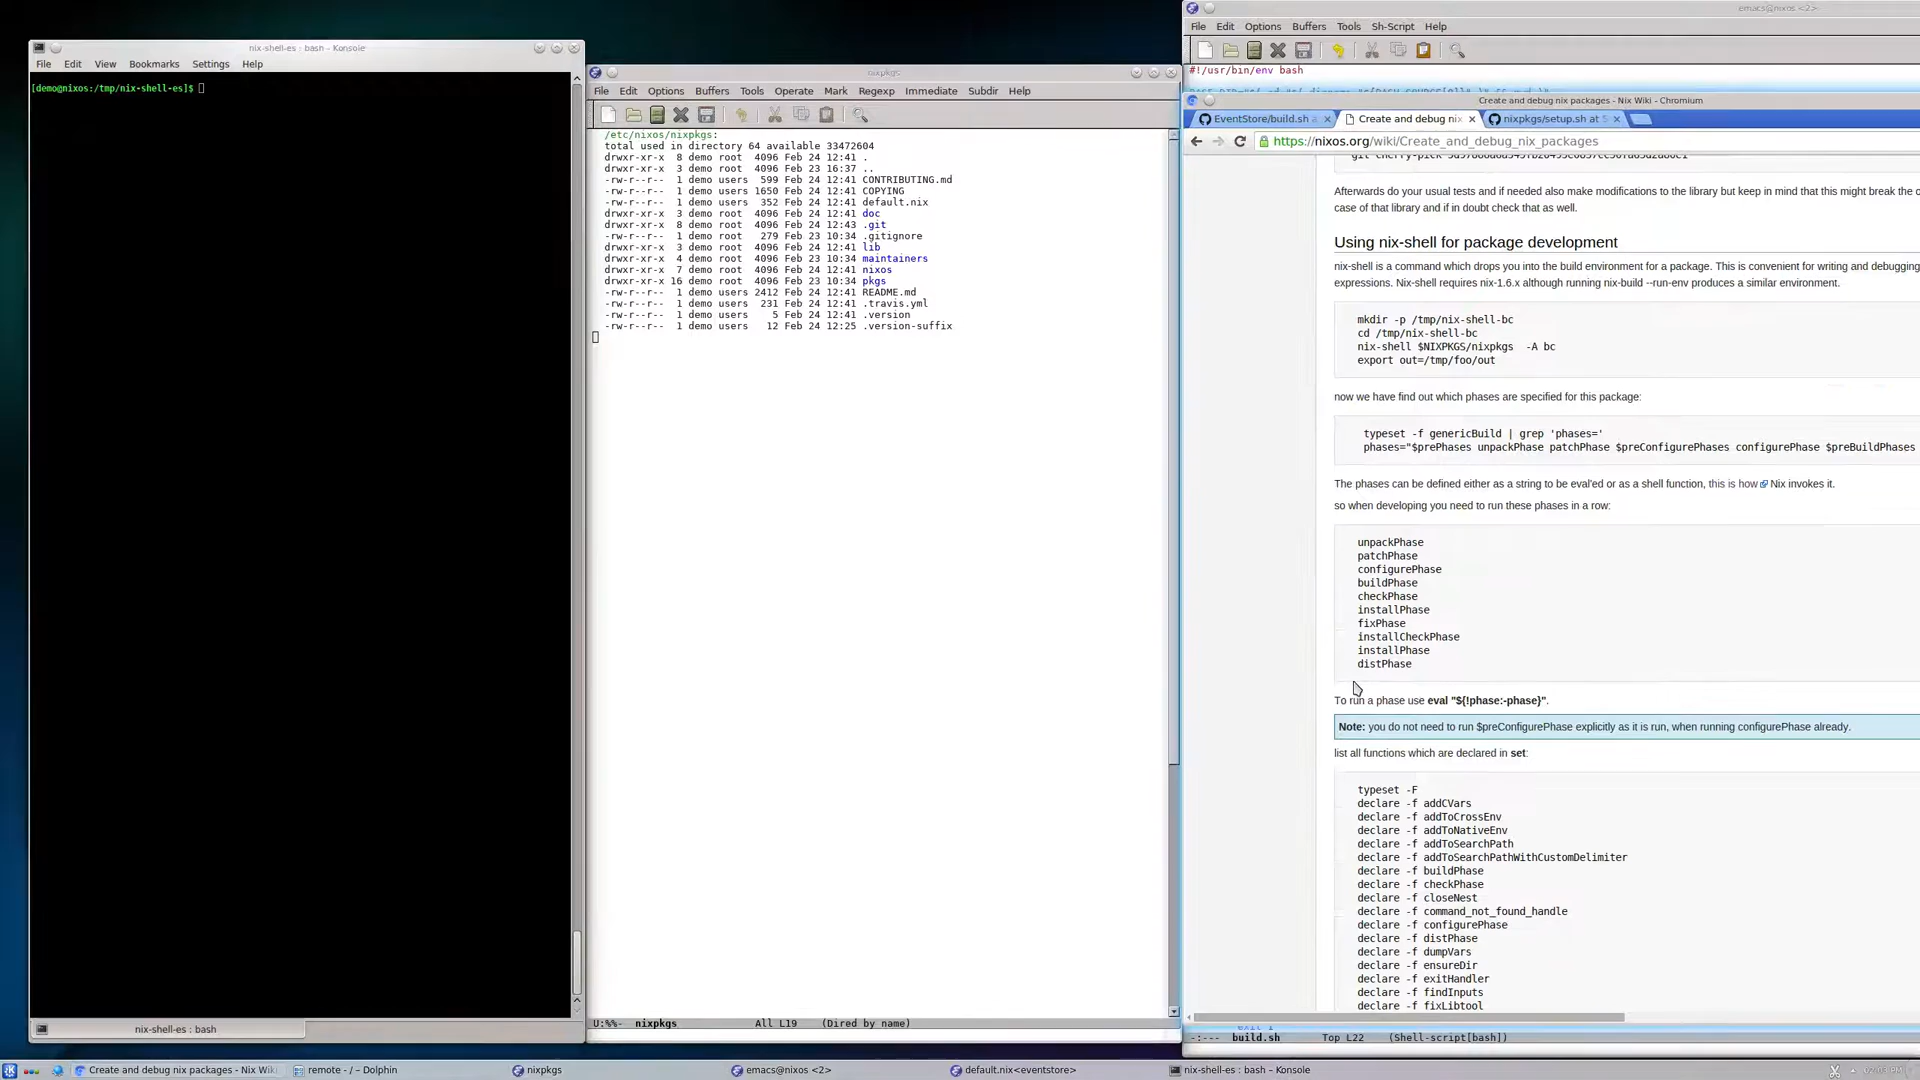 nix-shell-es : bash – Konsole
File Edit View Bookmarks Settings Help
[demo@nixos:/tmp/nix-shell-es]$
nix-shell-es : bash
nixpkgs
File Edit Options Buffers Tools Operate Mark Regexp Immediate Subdir Help
/etc/nixos/nixpkgs:
total used in directory 64 available 33472604
drwxr-xr-x 8 demo root 4096 Feb 24 12:41 .
drwxr-xr-x 3 demo root 4096 Feb 23 16:37 ..
-rw-r--r-- 1 demo users 599 Feb 24 12:41 CONTRIBUTING.md
-rw-r--r-- 1 demo users 1650 Feb 24 12:41 COPYING
-rw-r--r-- 1 demo users 352 Feb 24 12:41 default.nix
drwxr-xr-x 3 demo root 4096 Feb 24 12:41 doc
drwxr-xr-x 8 demo root 4096 Feb 24 12:43 .git
-rw-r--r-- 1 demo root 279 Feb 23 10:34 .gitignore
drwxr-xr-x 3 demo root 4096 Feb 24 12:41 lib
drwxr-xr-x 4 demo root 4096 Feb 23 10:34 maintainers
drwxr-xr-x 7 demo root 4096 Feb 24 12:41 nixos
drwxr-xr-x 16 demo root 4096 Feb 23 10:34 pkgs
-rw-r--r-- 1 demo users 2412 Feb 24 12:41 README.md
-rw-r--r-- 1 demo users 231 Feb 24 12:41 .travis.yml
-rw-r--r-- 1 demo users 5 Feb 24 12:41 .version
-rw-r--r-- 1 demo users 12 Feb 24 12:25 .version-suffix
U:%%- nixpkgs All L19 (Dired by name)
emacs@nixos <2>
File Edit Options Buffers Tools Sh-Script Help
#!/usr/bin/env bash
Create and debug nix packages - Nix Wiki - Chromium
EventStore/build.sh a
Create and debug nix
nixpkgs/setup.sh at 5
https://nixos.org/wiki/Create_and_debug_nix_packages
Afterwards do your usual tests and if needed also make modifications to the library but keep in mind that this might break the
case of that library and if in doubt check that as well.
Using nix-shell for package development
nix-shell is a command which drops you into the build environment for a package. This is convenient for writing and debugging
expressions. Nix-shell requires nix-1.6.x although running nix-build --run-env produces a similar environment.
mkdir -p /tmp/nix-shell-bc
cd /tmp/nix-shell-bc
nix-shell $NIXPKGS/nixpkgs -A bc
export out=/tmp/foo/out
now we have find out which phases are specified for this package:
typeset -f genericBuild | grep 'phases='
phases="$prePhases unpackPhase patchPhase $preConfigurePhases configurePhase $preBuildPhases
The phases can be defined either as a string to be eval'ed or as a shell function, this is how Nix invokes it.
so when developing you need to run these phases in a row:
unpackPhase
patchPhase
configurePhase
buildPhase
checkPhase
installPhase
fixPhase
installCheckPhase
installPhase
distPhase
To run a phase use eval "${!phase:-phase}".
Note: you do not need to run $preConfigurePhase explicitly as it is run, when running configurePhase already.
list all functions which are declared in set:
typeset -F
declare -f addCVars
declare -f addToCrossEnv
declare -f addToNativeEnv
declare -f addToSearchPath
declare -f addToSearchPathWithCustomDelimiter
declare -f buildPhase
declare -f checkPhase
declare -f closeNest
declare -f command_not_found_handle
declare -f configurePhase
declare -f distPhase
declare -f dumpVars
declare -f ensureDir
declare -f exitHandler
declare -f findInputs
declare -f fixLibtool
-:--- build.sh Top L22 (Shell-script[bash])
Create and debug nix packages - Nix Wiki
remote - / – Dolphin
nixpkgs
emacs@nixos <2>
default.nix<eventstore>
nix-shell-es : bash – Konsole